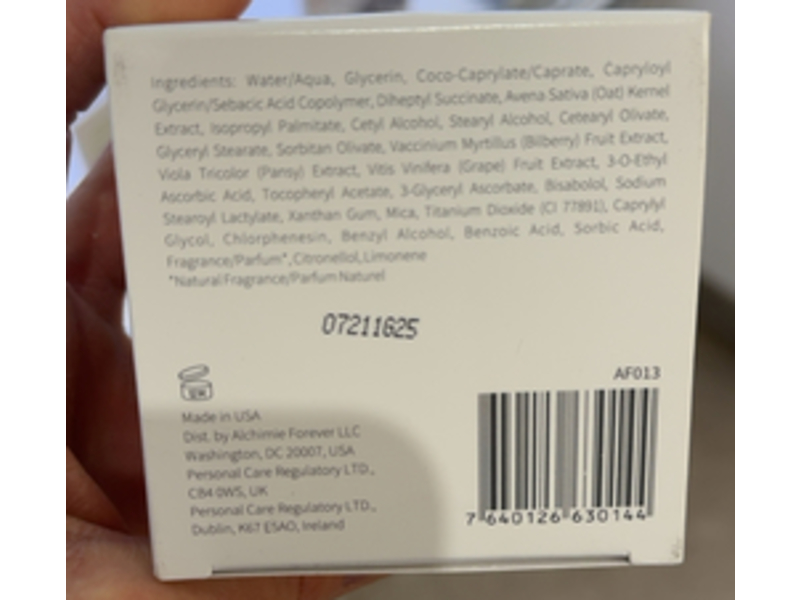 Ingredients: Water/Aqua, Glycerin, Coco-Caprylate/Caprate, Capryloyl
Glycerin/Sebacic Acid Copolymer, Diheptyl Succinate, Avena Sativa (Oat) Kernel
Extract, Isopropyl Palmitate, Cetyl Alcohol, Stearyl Alcohol, Cetearyl Olivate,
Glyceryl Stearate, Sorbitan Olivate, Vaccinium Myrtillus (Bilberry) Fruit Extract,
Viola Tricolor (Pansy) Extract, Vitis Vinifera (Grape) Fruit Extract, 3-O-Ethyl
Ascorbic Acid, Tocopheryl Acetate, 3-Glyceryl Ascorbate, Bisabolol, Sodium
Stearoyl Lactylate, Xanthan Gum, Mica, Titanium Dioxide (CI 77891), Caprylyl
Glycol, Chlorphenesin, Benzyl Alcohol, Benzoic Acid, Sorbic Acid,
Fragrance/Parfum*, Citronellol, Limonene
*Natural Fragrance/Parfum Naturel
07211625
AF013
Made in USA
Dist. by Alchimie Forever LLC
Washington, DC 20007, USA
Personal Care Regulatory LTD.,
CB4 0WS, UK
Personal Care Regulatory LTD.,
Dublin, K67 E5A0, Ireland
7 640126 630144